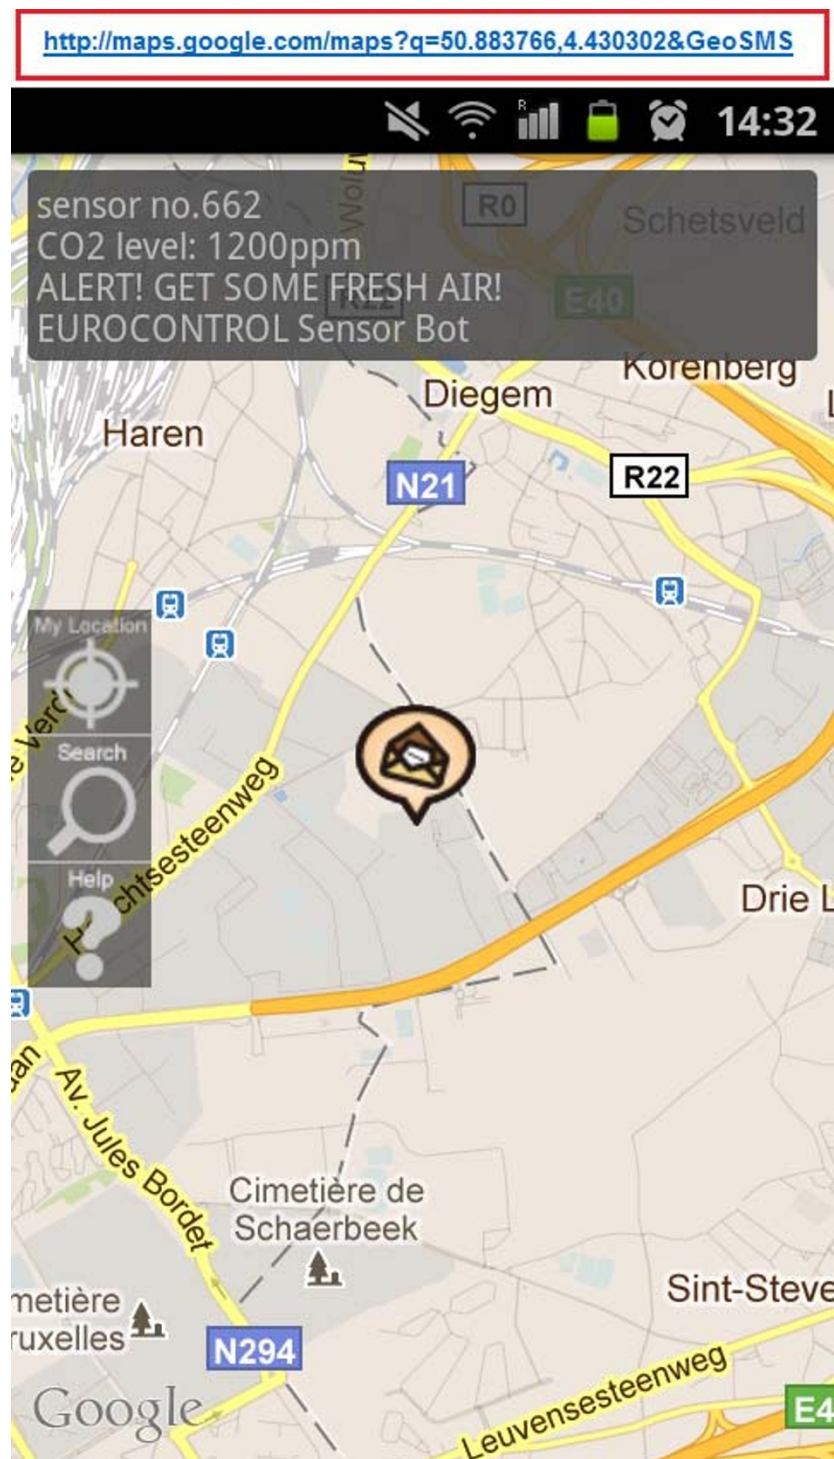 http://maps.google.com/maps?q=50.883766,4.430302&GeoSMS
R
14:32
sensor no.662
CO2 level: 1200ppm
ALERT! GET SOME FRESH AIR!
EUROCONTROL Sensor Bot
R0
Schetsveld
R22
E40
Korenberg
Diegem
Haren
N21
R22
My Location
Search
Help
Drie L
Av. Jules Bordet
Cimetière de
Schaerbeek
metière
ruxelles
N294
Sint-Steve
Leuvensesteenweg
E4
Google